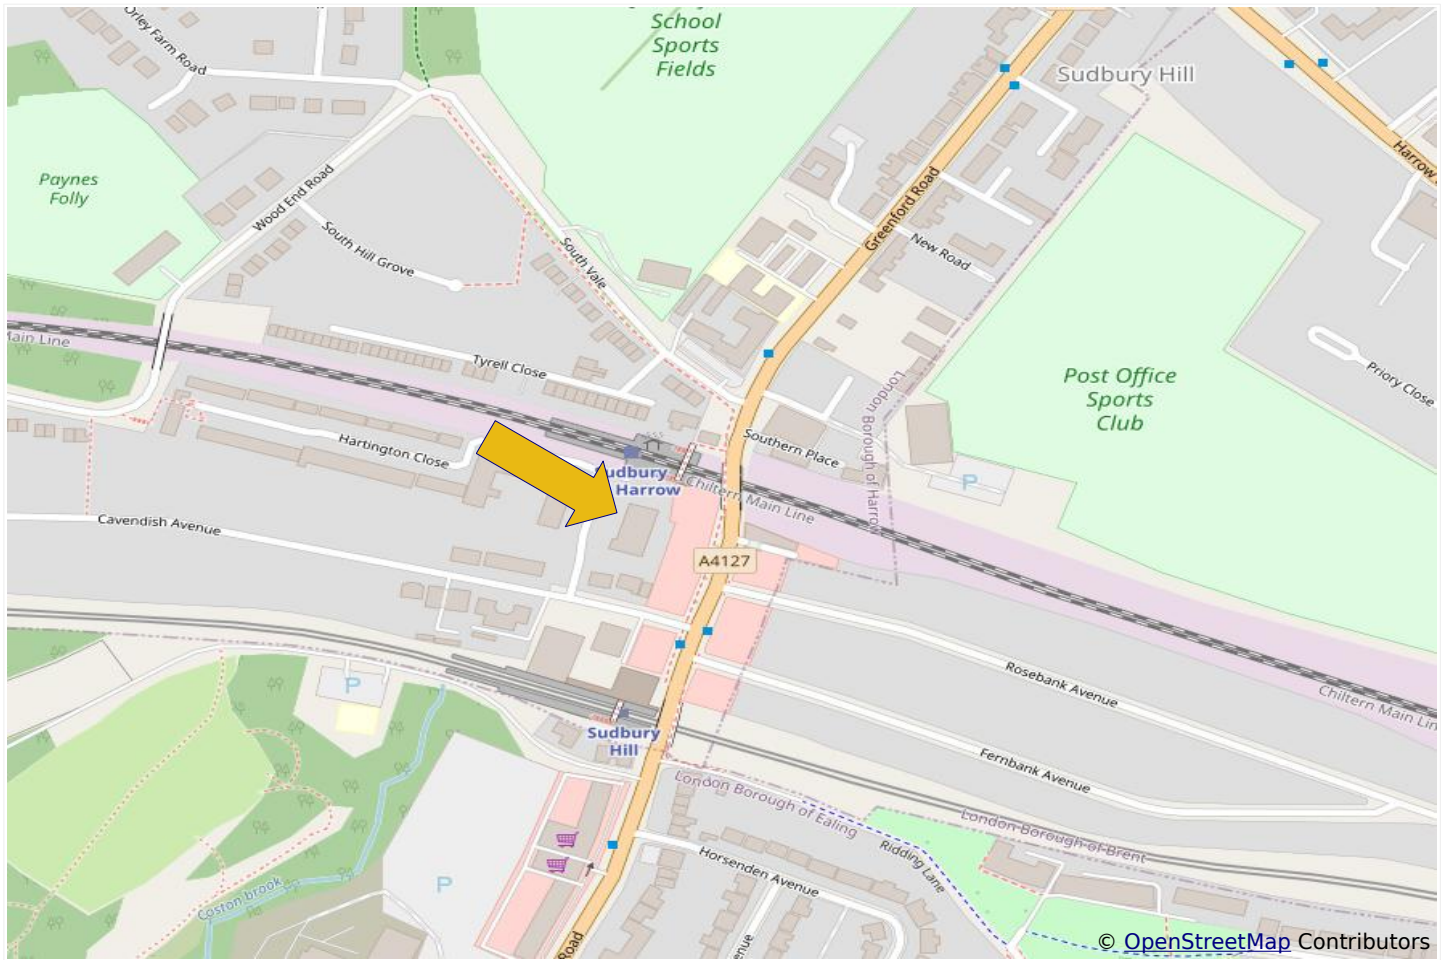 School
Sports
Fields
Orley Farm Road
Sudbury Hill
Harrow
Paynes
Folly
Wood End Road
Greenford Road
South Hill Grove
South Vale
New Road
Main Line
Tyrell Close
Priory Close
Post Office
Sports
Club
London Borough of Harrow
Southern Place
Hartington Close
Sudbury
Harrow
P
Chiltern Main Line
Cavendish Avenue
A4127
Rosebank Avenue
P
Chiltern Main Lin
Sudbury
Hill
Fernbank Avenue
London Borough of Ealing
London Borough of Brent
Ridding Lane
Horsenden Avenue
P
Coston brook
Road
enue
© OpenStreetMap Contributors